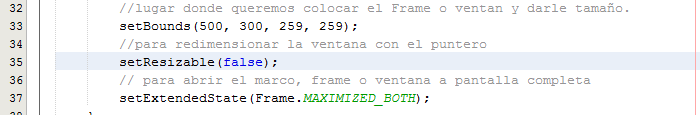 32 //lugar donde queremos colocar el Frame o ventan y darle tamaño.
33 setBounds(500, 300, 259, 259);
34 //para redimensionar la ventana con el puntero
35 setResizable(false);
36 // para abrir el marco, frame o ventana a pantalla completa
37 setExtendedState(Frame.MAXIMIZED_BOTH);